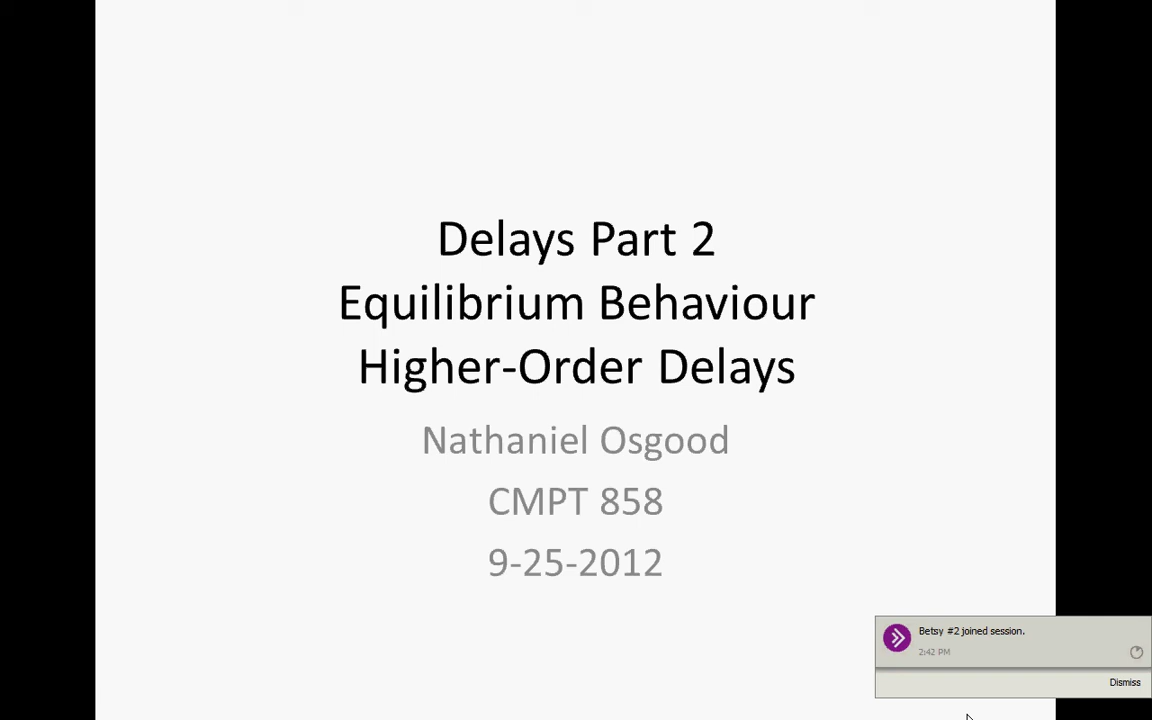 Delays Part 2
Equilibrium Behaviour
Higher-Order Delays
Nathaniel Osgood
CMPT 858
9-25-2012
Betsy #2 joined session.
2:42 PM
Dismiss